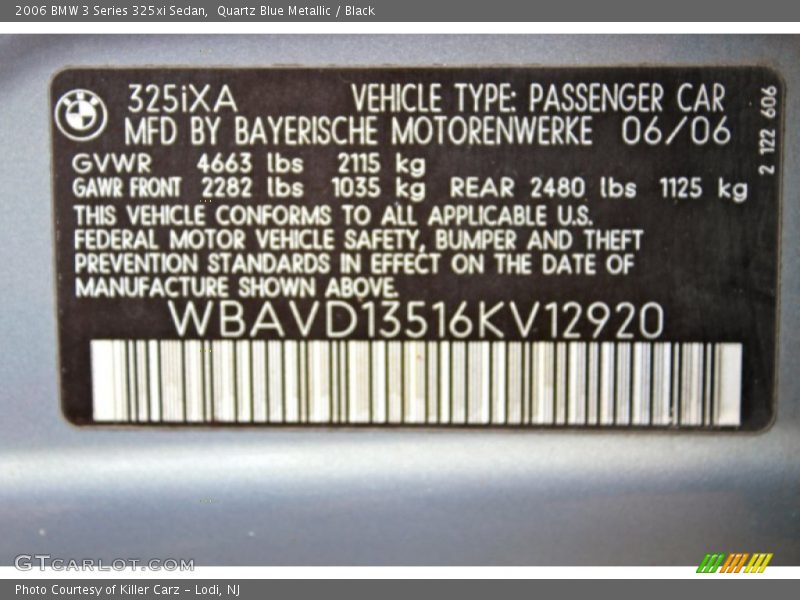 2006 BMW 3 Series 325xi Sedan,  Quartz Blue Metallic / Black
BMW
325iXA VEHICLE TYPE: PASSENGER CAR
MFD BY BAYERISCHE MOTORENWERKE 06/06
GVWR 4663 lbs 2115 kg
GAWR FRONT 2282 lbs 1035 kg REAR 2480 lbs 1125 kg
THIS VEHICLE CONFORMS TO ALL APPLICABLE U.S.
FEDERAL MOTOR VEHICLE SAFETY, BUMPER AND THEFT
PREVENTION STANDARDS IN EFFECT ON THE DATE OF
MANUFACTURE SHOWN ABOVE.
WBAVD13516KV12920
2 122 606
GTCARLOT.COM
Photo Courtesy of Killer Carz – Lodi, NJ